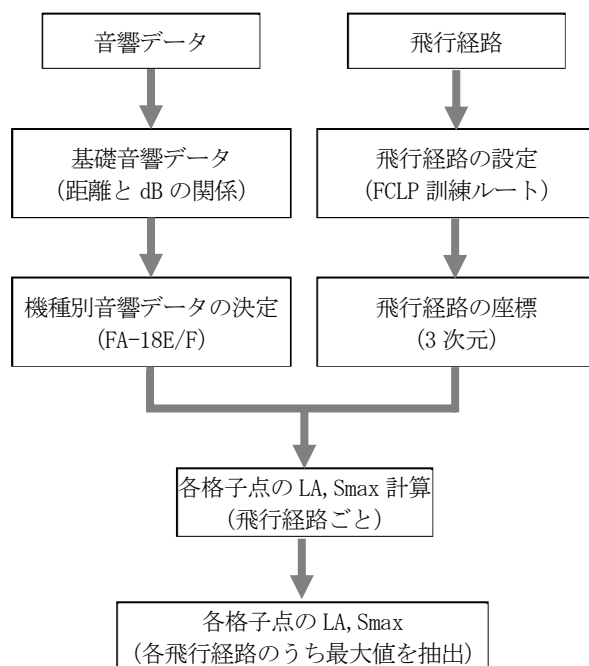 音響データ
飛行経路
基礎音響データ
(距離と dB の関係)
飛行経路の設定
(FCLP 訓練ルート)
機種別音響データの決定
(FA-18E/F)
飛行経路の座標
(3 次元)
各格子点の LA,Smax 計算
(飛行経路ごと)
各格子点の LA,Smax
(各飛行経路のうち最大値を抽出)